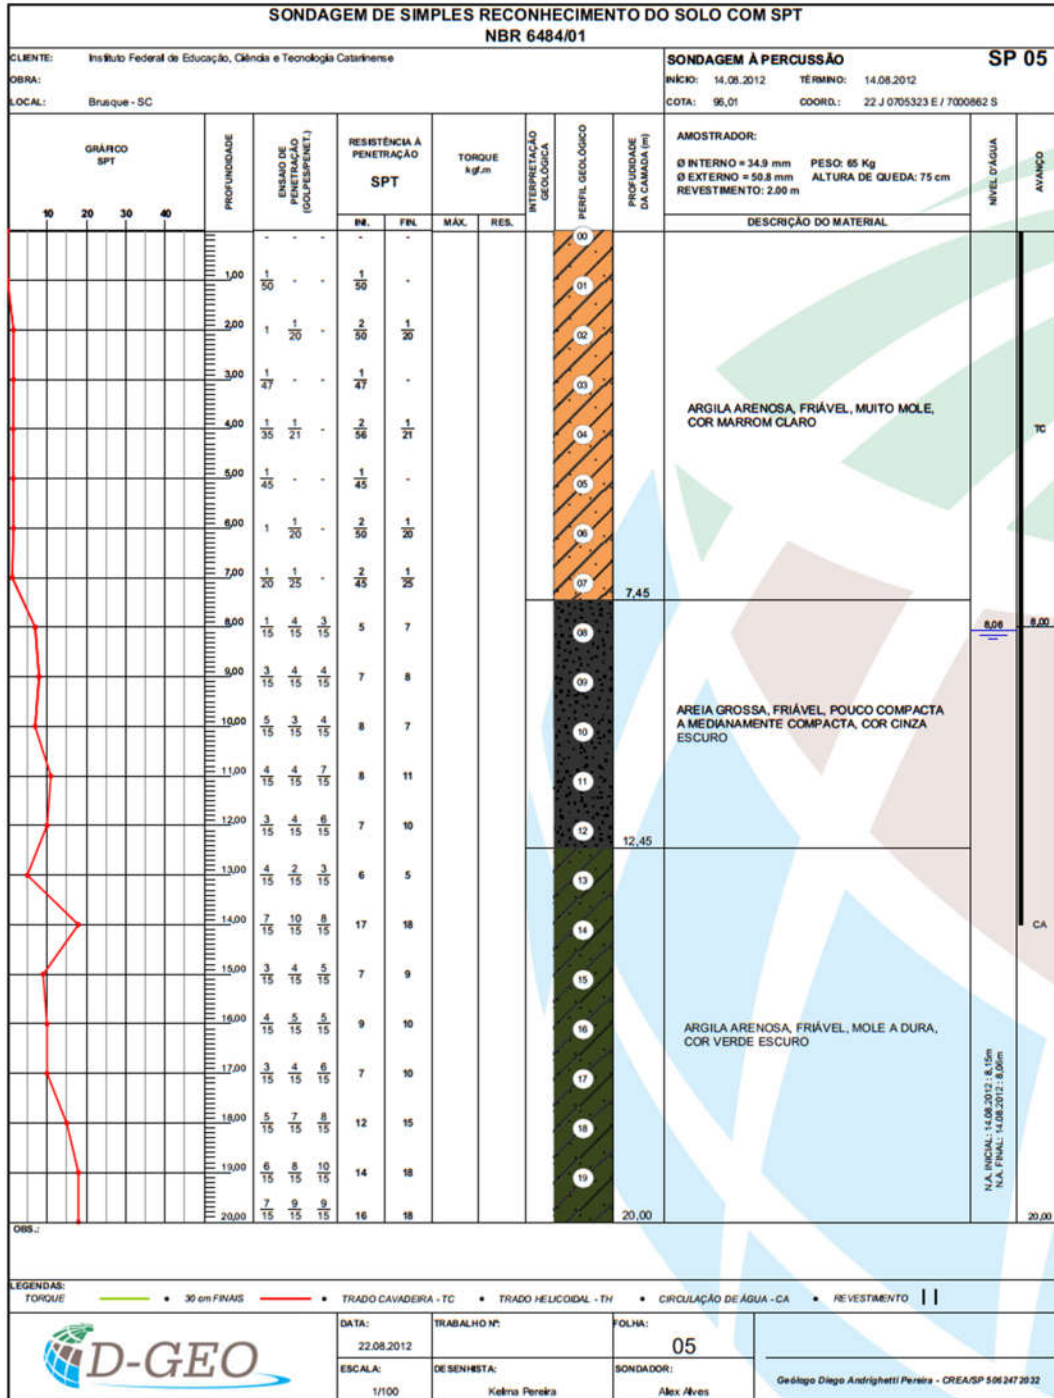 SONDAGEM DE SIMPLES RECONHECIMENTO DO SOLO COM SPT
NBR 6484/01
CLIENTE: Instituto Federal de Educação, Ciência e Tecnologia Catarinense
OBRA:
LOCAL: Brusque - SC
SONDAGEM À PERCUSSÃO SP 05
INÍCIO: 14.08.2012 TÉRMINO: 14.08.2012
COTA: 96,01 COORD.: 22 J 0705323 E / 7000862 S
GRÁFICO
SPT
10 20 30 40
PROFUNDIDADE
ENSAIO DE
PENETRAÇÃO
(GOLPES/PENET.)
RESISTÊNCIA À
PENETRAÇÃO
SPT
INI. FIN.
TORQUE
kgf.m
MÁX. RES.
INTERPRETAÇÃO
GEOLÓGICA
PERFIL GEOLÓGICO
PROFUDIDADE
DA CAMADA (m)
AMOSTRADOR:
Ø INTERNO = 34.9 mm PESO: 65 Kg
Ø EXTERNO = 50.8 mm ALTURA DE QUEDA: 75 cm
REVESTIMENTO: 2.00 m
DESCRIÇÃO DO MATERIAL
NÍVEL D'ÁGUA
AVANÇO
- - - - - 00
1,00 1/50 - - 1/50 - 01
2,00 1 1/20 - 2/50 1/20 02
3,00 1/47 - - 1/47 - 03
ARGILA ARENOSA, FRIÁVEL, MUITO MOLE,
COR MARROM CLARO
4,00 1/35 1/21 - 2/56 1/21 04 TC
5,00 1/45 - - 1/45 - 05
6,00 1 1/20 - 2/50 1/20 06
7,00 1/20 1/25 - 2/45 1/25 07
7,45
8,00 1/15 4/15 3/15 5 7 08 8,06 8,00
9,00 3/15 4/15 4/15 7 8 09
AREIA GROSSA, FRIÁVEL, POUCO COMPACTA
A MEDIANAMENTE COMPACTA, COR CINZA
ESCURO
10,00 5/15 3/15 4/15 8 7 10
11,00 4/15 4/15 7/15 8 11 11
12,00 3/15 4/15 6/15 7 10 12
12,45
13,00 4/15 2/15 3/15 6 5 13
14,00 7/15 10/15 8/15 17 18 14 CA
15,00 3/15 4/15 5/15 7 9 15
16,00 4/15 5/15 5/15 9 10 16
ARGILA ARENOSA, FRIÁVEL, MOLE A DURA,
COR VERDE ESCURO
17,00 3/15 4/15 6/15 7 10 17
18,00 5/15 7/15 8/15 12 15 18
19,00 6/15 8/15 10/15 14 18 19
20,00 7/15 9/15 9/15 16 18 20,00 20,00
N.A. INICIAL: 14.08.2012 : 8,15m
N.A. FINAL: 14.08.2012 : 8,06m
OBS.:
LEGENDAS:
TORQUE • 30 cm FINAIS • TRADO CAVADEIRA - TC • TRADO HELICOIDAL - TH • CIRCULAÇÃO DE ÁGUA - CA • REVESTIMENTO
D-GEO
DATA: TRABALHO Nº: FOLHA:
22.08.2012 05
ESCALA: DESENHISTA: SONDADOR:
1/100 Kelma Pereira Alex Alves
Geólogo Diego Andrighetti Pereira - CREA/SP 5062472032